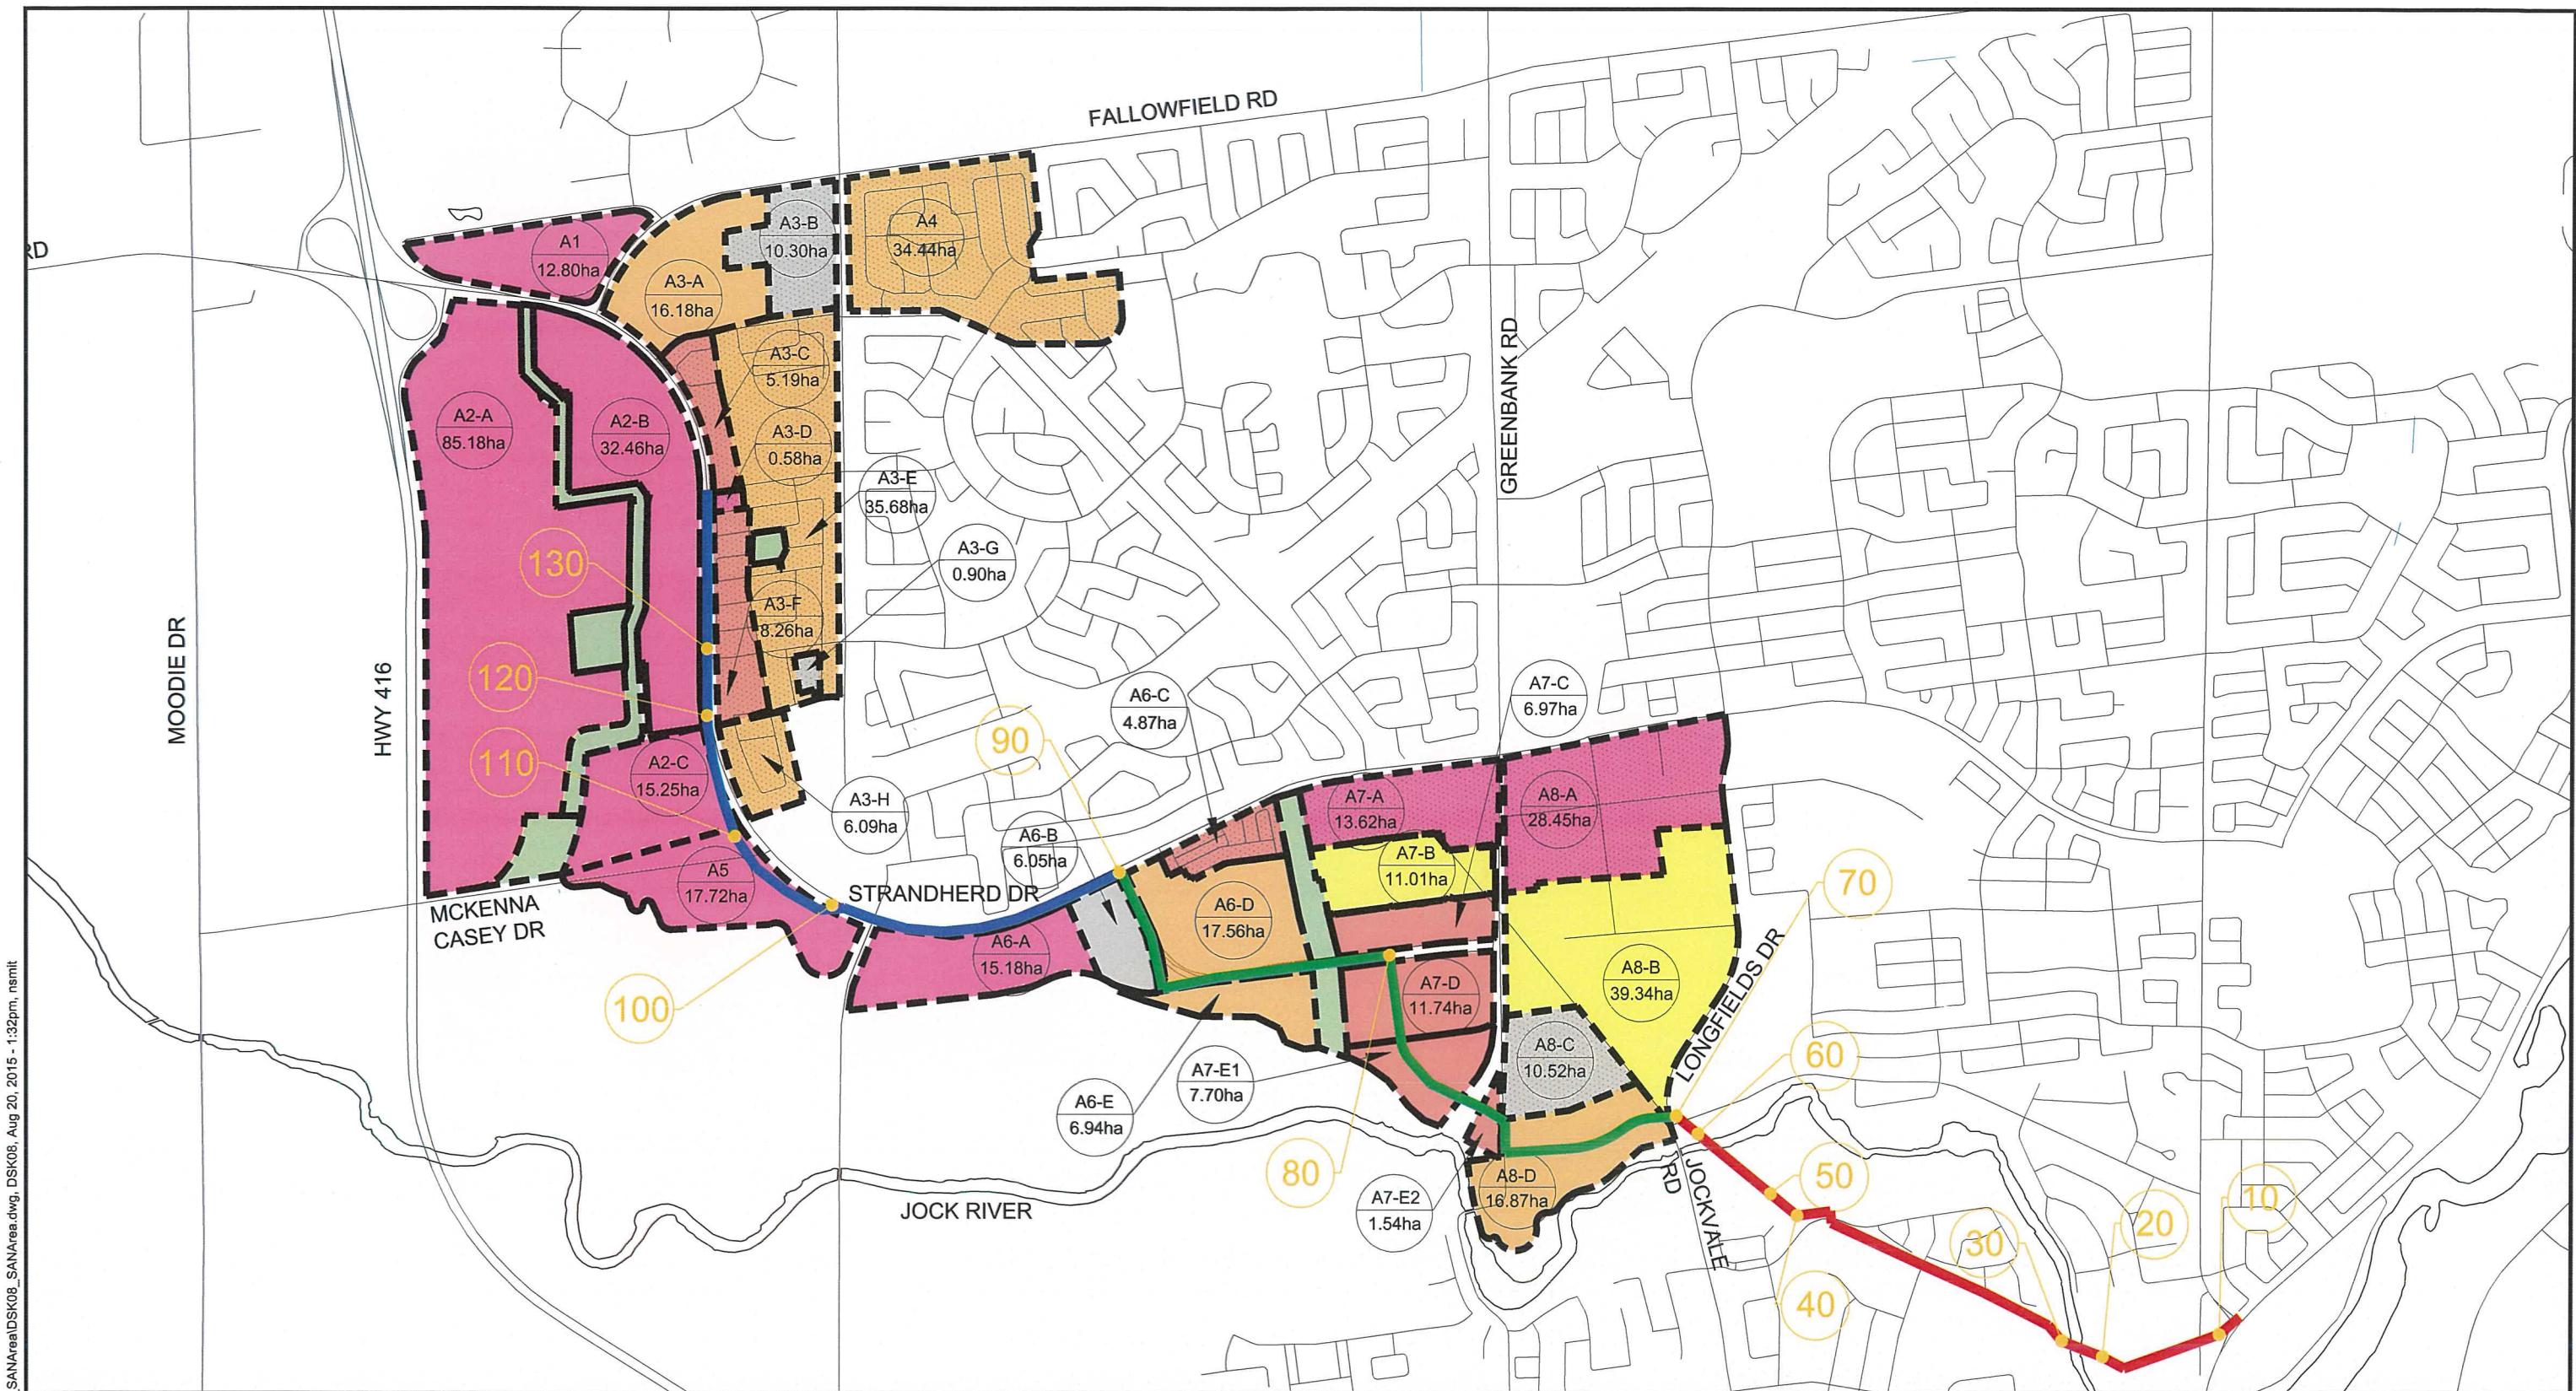 FALLOWFIELD RD
RD
A1
12.80ha
A3-B
10.30ha
A4
34.44ha
A3-A
16.18ha
A3-C
5.19ha
A2-A
85.18ha
A2-B
32.46ha
A3-D
0.58ha
A3-E
35.68ha
GREENBANK RD
A3-G
0.90ha
130
A3-F
8.26ha
MOODIE DR
HWY 416
120
110
90
A6-C
4.87ha
A7-C
6.97ha
A2-C
15.25ha
A3-H
6.09ha
A7-A
13.62ha
A8-A
28.45ha
A6-B
6.05ha
A7-B
11.01ha
A5
17.72ha
STRANDHERD DR
70
MCKENNA
CASEY DR
A6-D
17.56ha
A6-A
15.18ha
A7-D
11.74ha
A8-B
39.34ha
LONGFIELDS DR
100
A8-C
10.52ha
60
A7-E1
7.70ha
A6-E
6.94ha
80
50
JOCKVALE
RD
A8-D
16.87ha
A7-E2
1.54ha
JOCK RIVER
10
20
30
40
_SANArea\DSK08_SANArea.dwg, DSK08, Aug 20, 2015 - 1:32pm, nsmit